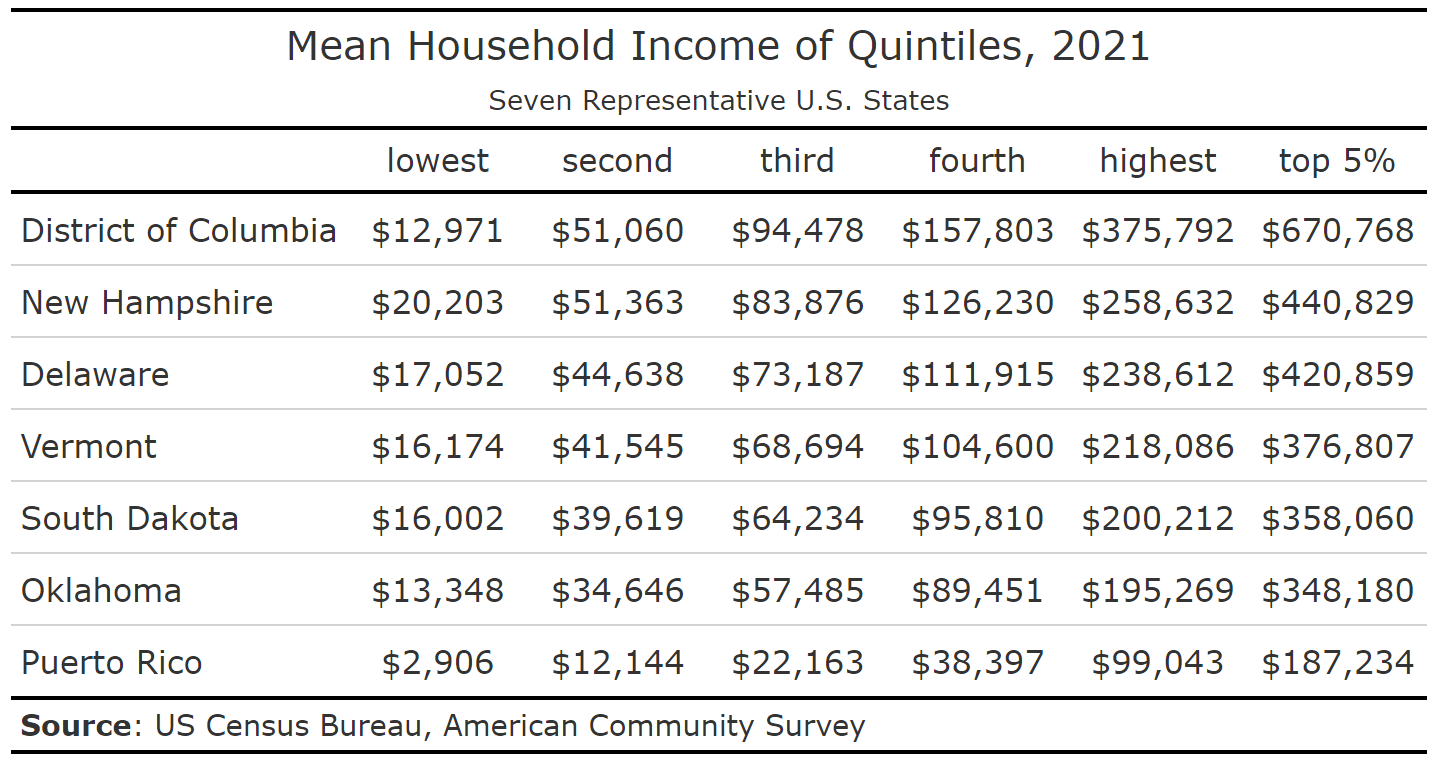 Mean Household Income of Quintiles, 2021
Seven Representative U.S. States
lowest second third fourth highest top 5%
District of Columbia $12,971 $51,060 $94,478 $157,803 $375,792 $670,768
New Hampshire $20,203 $51,363 $83,876 $126,230 $258,632 $440,829
Delaware $17,052 $44,638 $73,187 $111,915 $238,612 $420,859
Vermont $16,174 $41,545 $68,694 $104,600 $218,086 $376,807
South Dakota $16,002 $39,619 $64,234 $95,810 $200,212 $358,060
Oklahoma $13,348 $34,646 $57,485 $89,451 $195,269 $348,180
Puerto Rico $2,906 $12,144 $22,163 $38,397 $99,043 $187,234
Source: US Census Bureau, American Community Survey